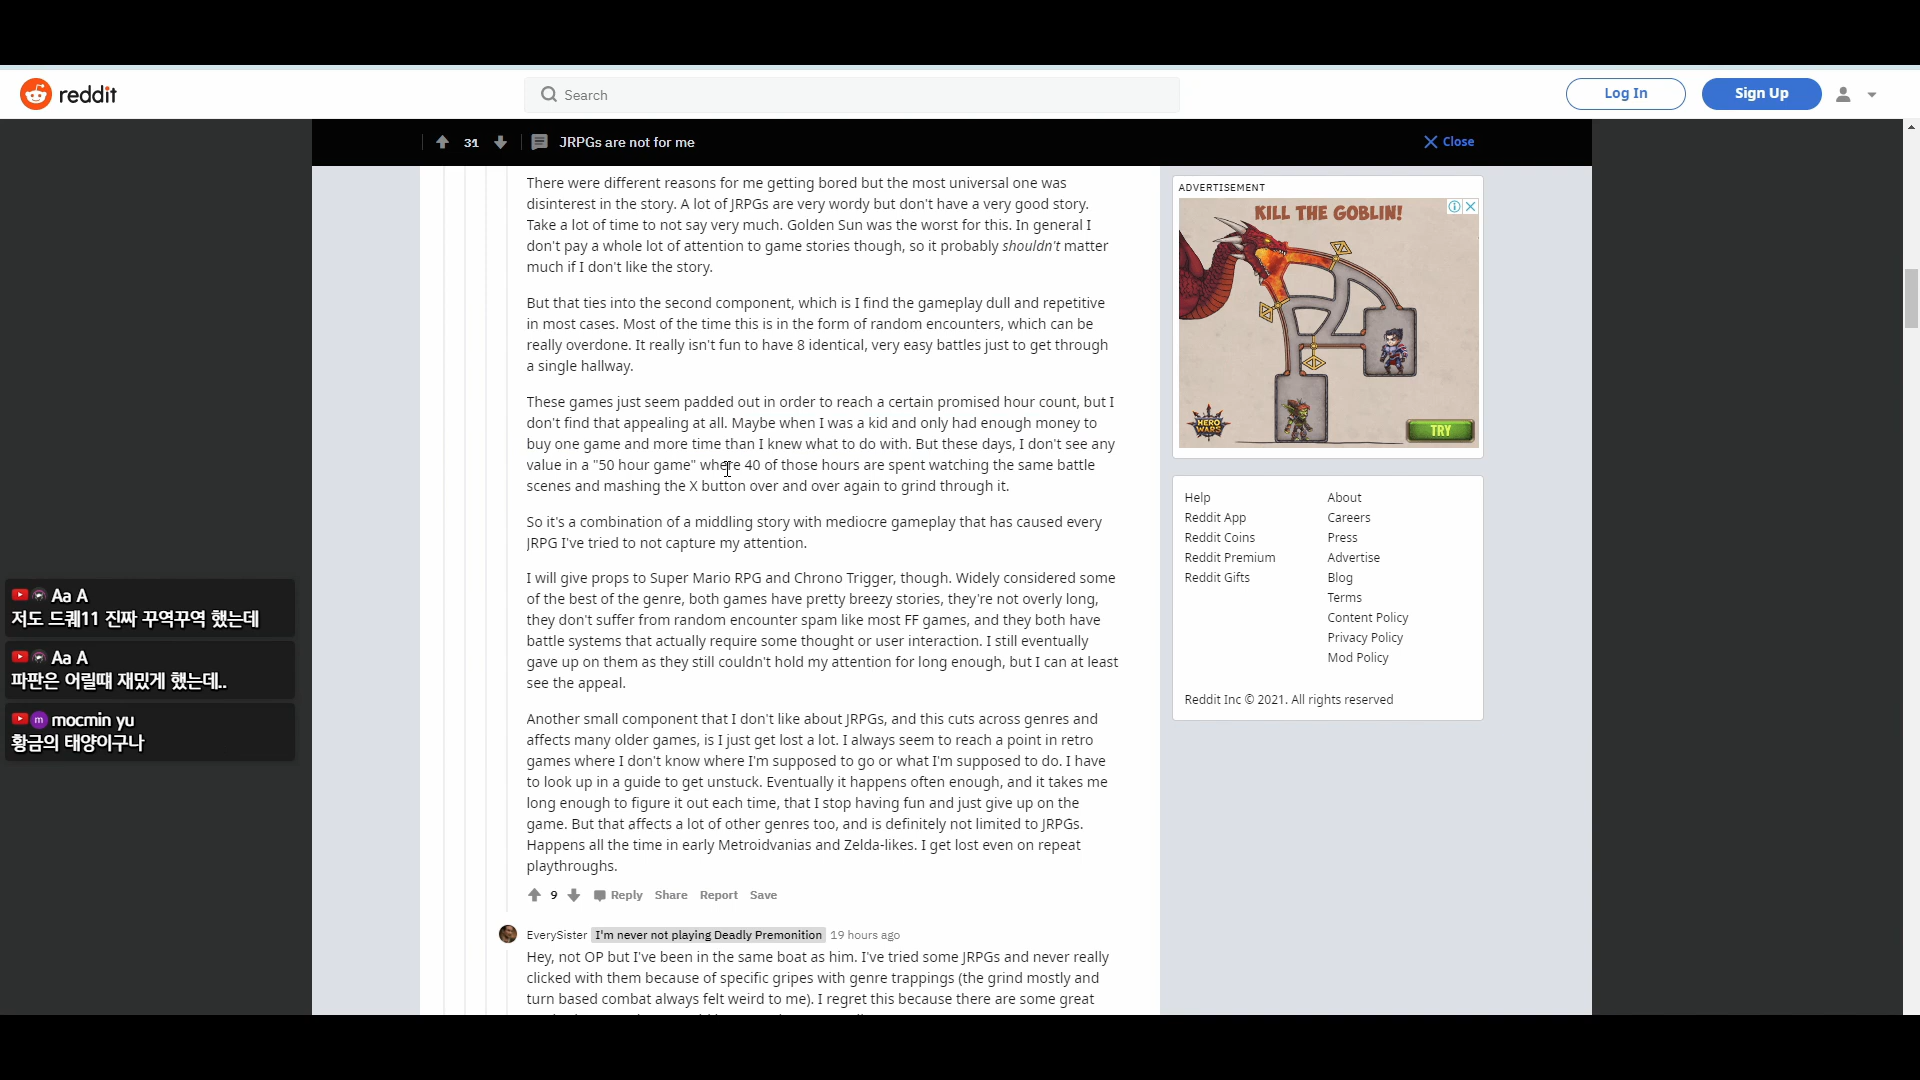 reddit
Search
Log In
Sign Up
31
JRPGs are not for me
Close
There were different reasons for me getting bored but the most universal one was
disinterest in the story. A lot of JRPGs are very wordy but don't have a very good story.
Take a lot of time to not say very much. Golden Sun was the worst for this. In general I
don't pay a whole lot of attention to game stories though, so it probably shouldn't matter
much if I don't like the story.
But that ties into the second component, which is I find the gameplay dull and repetitive
in most cases. Most of the time this is in the form of random encounters, which can be
really overdone. It really isn't fun to have 8 identical, very easy battles just to get through
a single hallway.
These games just seem padded out in order to reach a certain promised hour count, but I
don't find that appealing at all. Maybe when I was a kid and only had enough money to
buy one game and more time than I knew what to do with. But these days, I don't see any
value in a "50 hour game" where 40 of those hours are spent watching the same battle
scenes and mashing the X button over and over again to grind through it.
So it's a combination of a middling story with mediocre gameplay that has caused every
JRPG I've tried to not capture my attention.
I will give props to Super Mario RPG and Chrono Trigger, though. Widely considered some
of the best of the genre, both games have pretty breezy stories, they're not overly long,
they don't suffer from random encounter spam like most FF games, and they both have
battle systems that actually require some thought or user interaction. I still eventually
gave up on them as they still couldn't hold my attention for long enough, but I can at least
see the appeal.
Another small component that I don't like about JRPGs, and this cuts across genres and
affects many older games, is I just get lost a lot. I always seem to reach a point in retro
games where I don't know where I'm supposed to go or what I'm supposed to do. I have
to look up in a guide to get unstuck. Eventually it happens often enough, and it takes me
long enough to figure it out each time, that I stop having fun and just give up on the
game. But that affects a lot of other genres too, and is definitely not limited to JRPGs.
Happens all the time in early Metroidvanias and Zelda-likes. I get lost even on repeat
playthroughs.
9 Reply Share Report Save
EverySister I'm never not playing Deadly Premonition 19 hours ago
Hey, not OP but I've been in the same boat as him. I've tried some JRPGs and never really
clicked with them because of specific gripes with genre trappings (the grind mostly and
turn based combat always felt weird to me). I regret this because there are some great
ADVERTISEMENT
KILL THE GOBLIN!
HERO
WARS
TRY
Help
About
Reddit App
Careers
Reddit Coins
Press
Reddit Premium
Advertise
Reddit Gifts
Blog
Terms
Content Policy
Privacy Policy
Mod Policy
Reddit Inc © 2021. All rights reserved
Aa A
저도 드퀘11 진짜 꾸역꾸역 했는데
Aa A
파판은 어릴떄 재밌게 했는데..
m mocmin yu
황금의 태양이구나